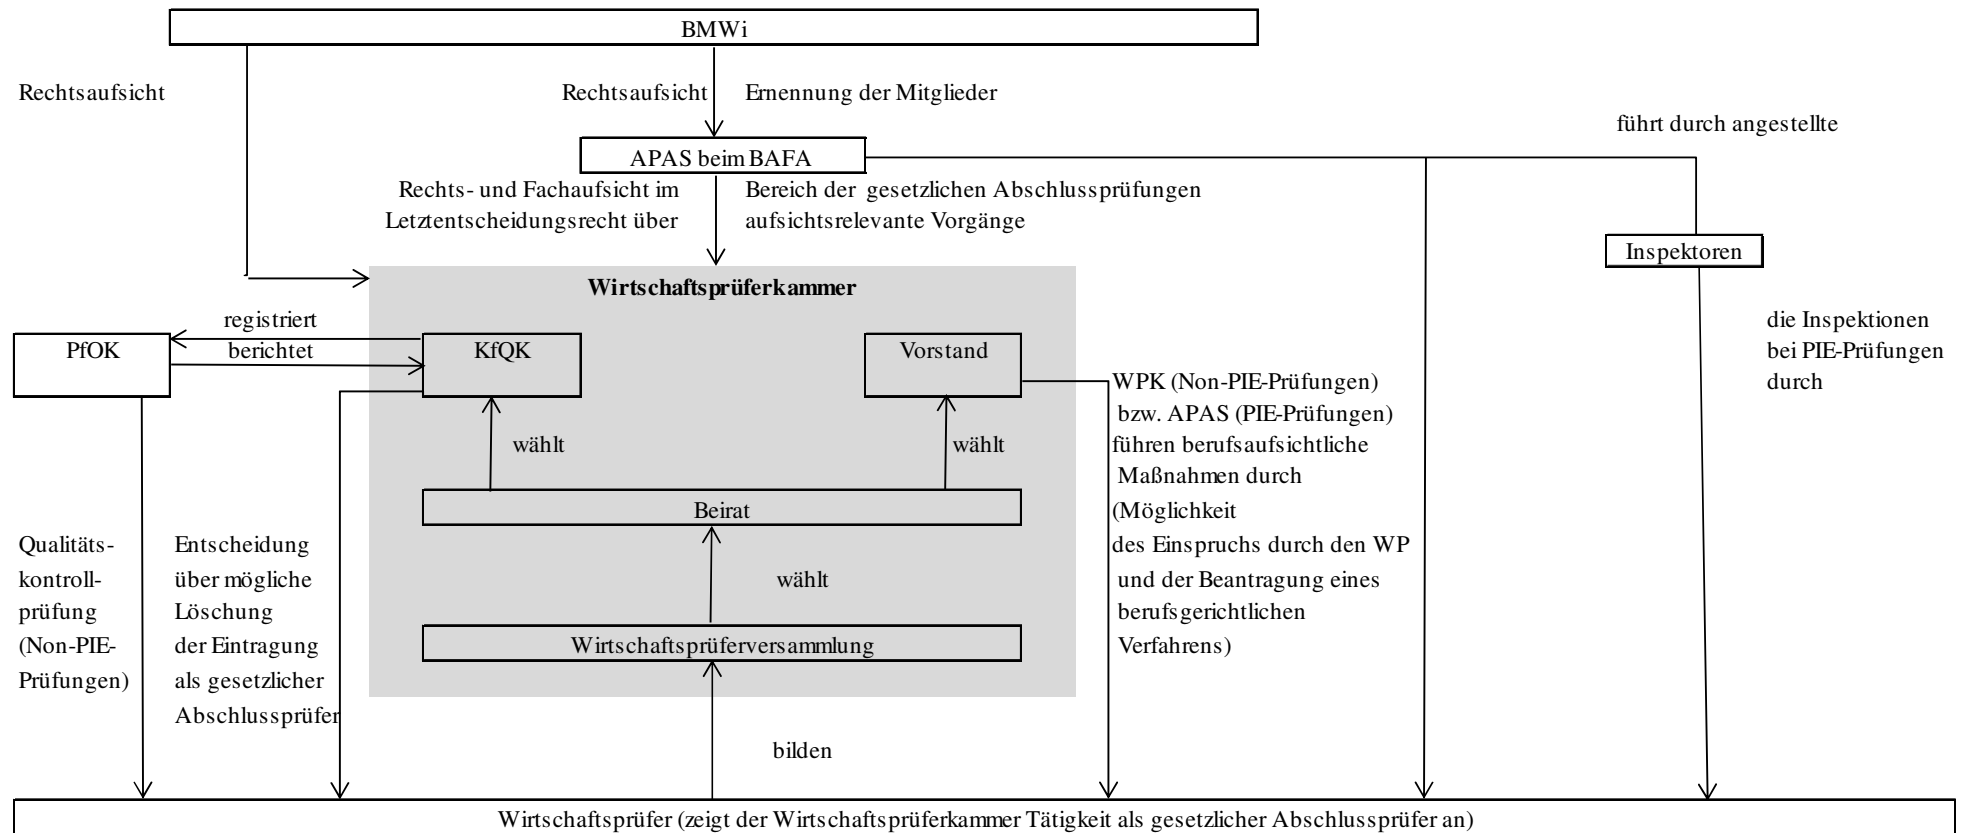 BMWi
Rechtsaufsicht
Rechtsaufsicht
Ernennung der Mitglieder
führt durch angestellte
APAS beim BAFA
Rechts- und Fachaufsicht im
Letztentscheidungsrecht über
Bereich der gesetzlichen Abschlussprüfungen
aufsichtsrelevante Vorgänge
Inspektoren
die Inspektionen
bei PIE-Prüfungen
durch
Wirtschaftsprüferkammer
registriert
berichtet
PfQK
KfQK
Vorstand
wählt
wählt
WPK (Non-PIE-Prüfungen)
bzw. APAS (PIE-Prüfungen)
führen berufsaufsichtliche
Maßnahmen durch
(Möglichkeit
des Einspruchs durch den WP
und der Beantragung eines
berufsgerichtlichen
Verfahrens)
Beirat
Qualitäts-
kontroll-
prüfung
(Non-PIE-
Prüfungen)
Entscheidung
über mögliche
Löschung
der Eintragung
als gesetzlicher
Abschlussprüfer
wählt
Wirtschaftsprüferversammlung
bilden
Wirtschaftsprüfer (zeigt der Wirtschaftsprüferkammer Tätigkeit als gesetzlicher Abschlussprüfer an)